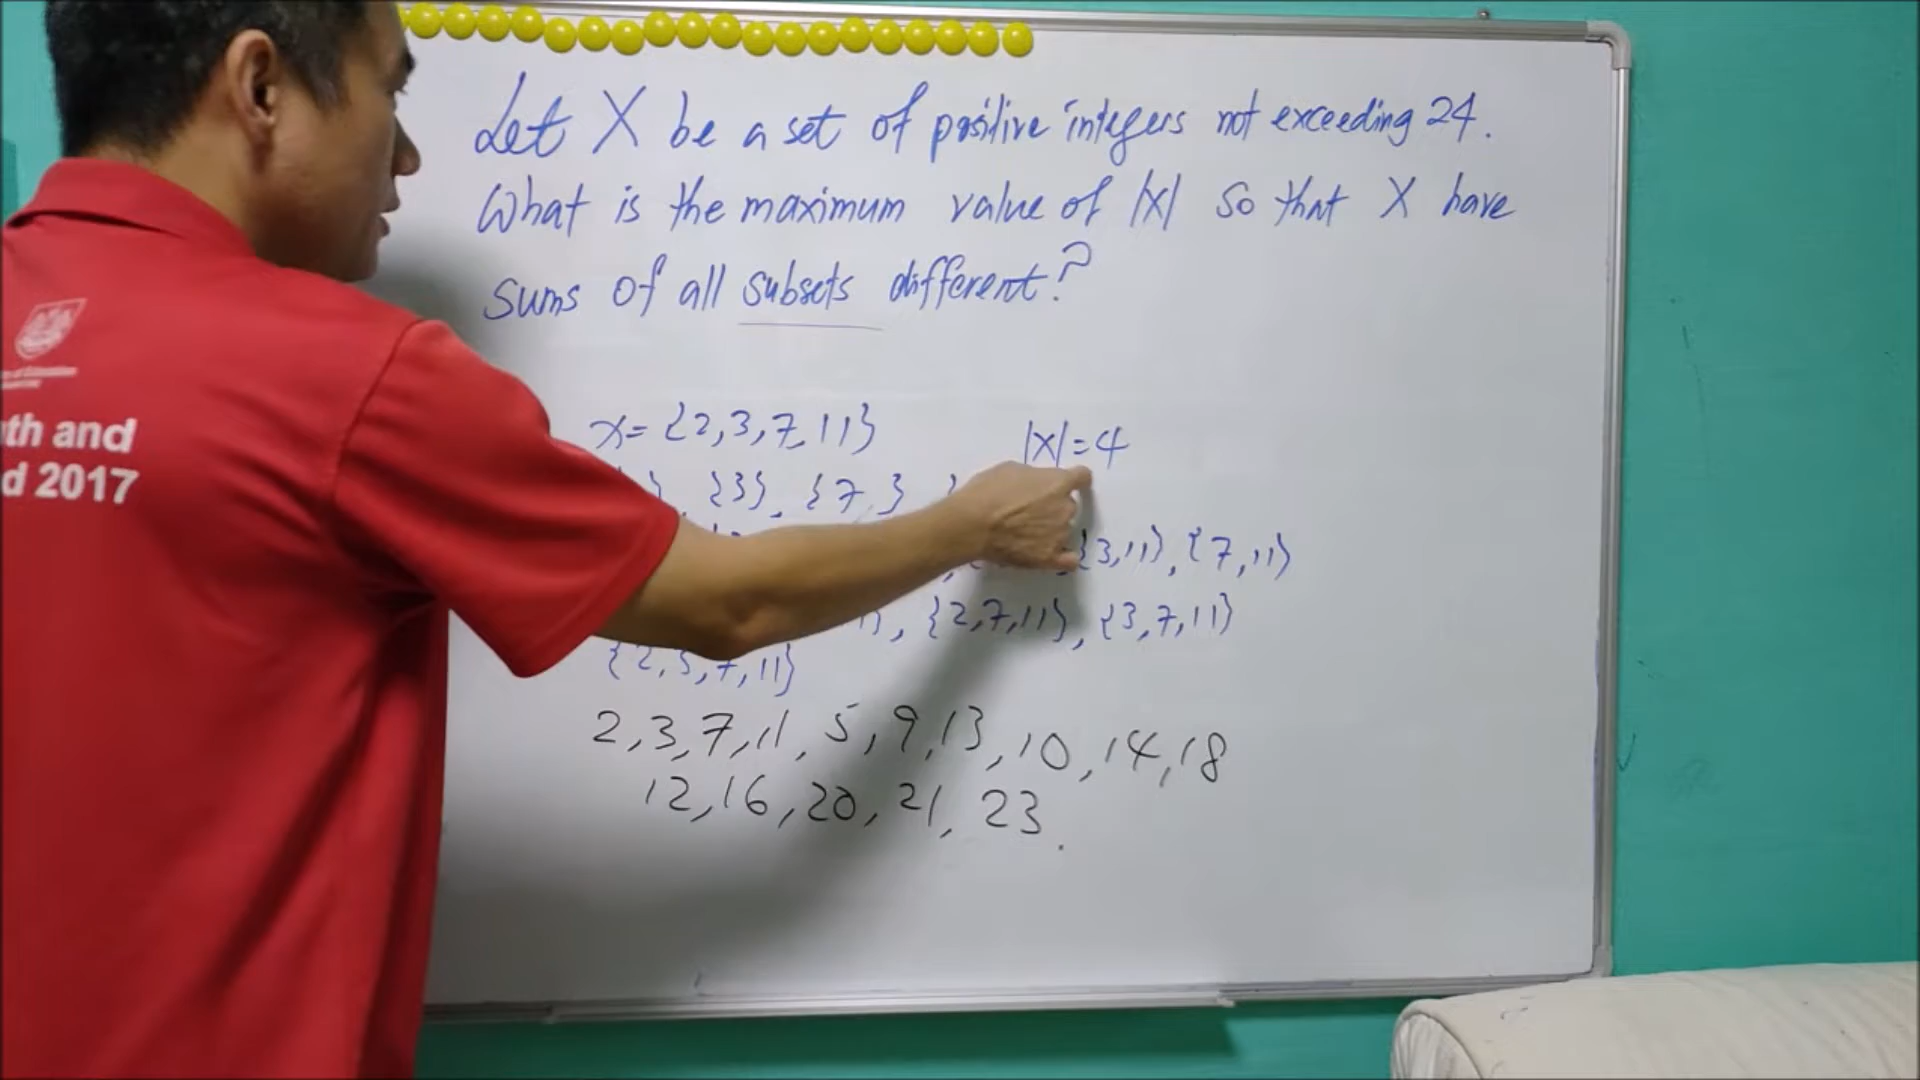 Let X be a set of positive integers not exceeding 24.
What is the maximum value of |X| so that X have
sums of all subsets different?
x= {2,3,7,11}
|X|=4
{3}, {7,}
{3,11}, {7,11}
{2,7,11}, {3,7,11}
{2,3,7,11}
2,3,7,11, 5,9,13,10,14,18
12,16,20,21,23.
and
2017